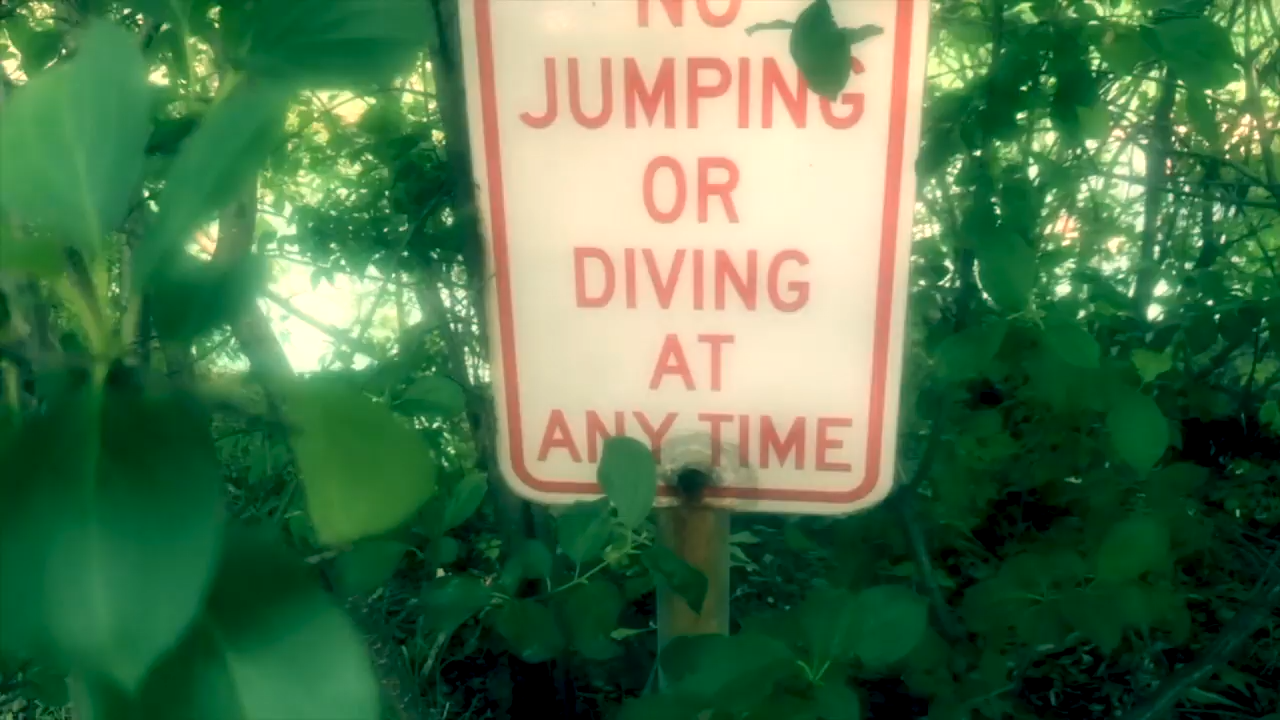 NO
JUMPING
OR
DIVING
AT
ANY TIME